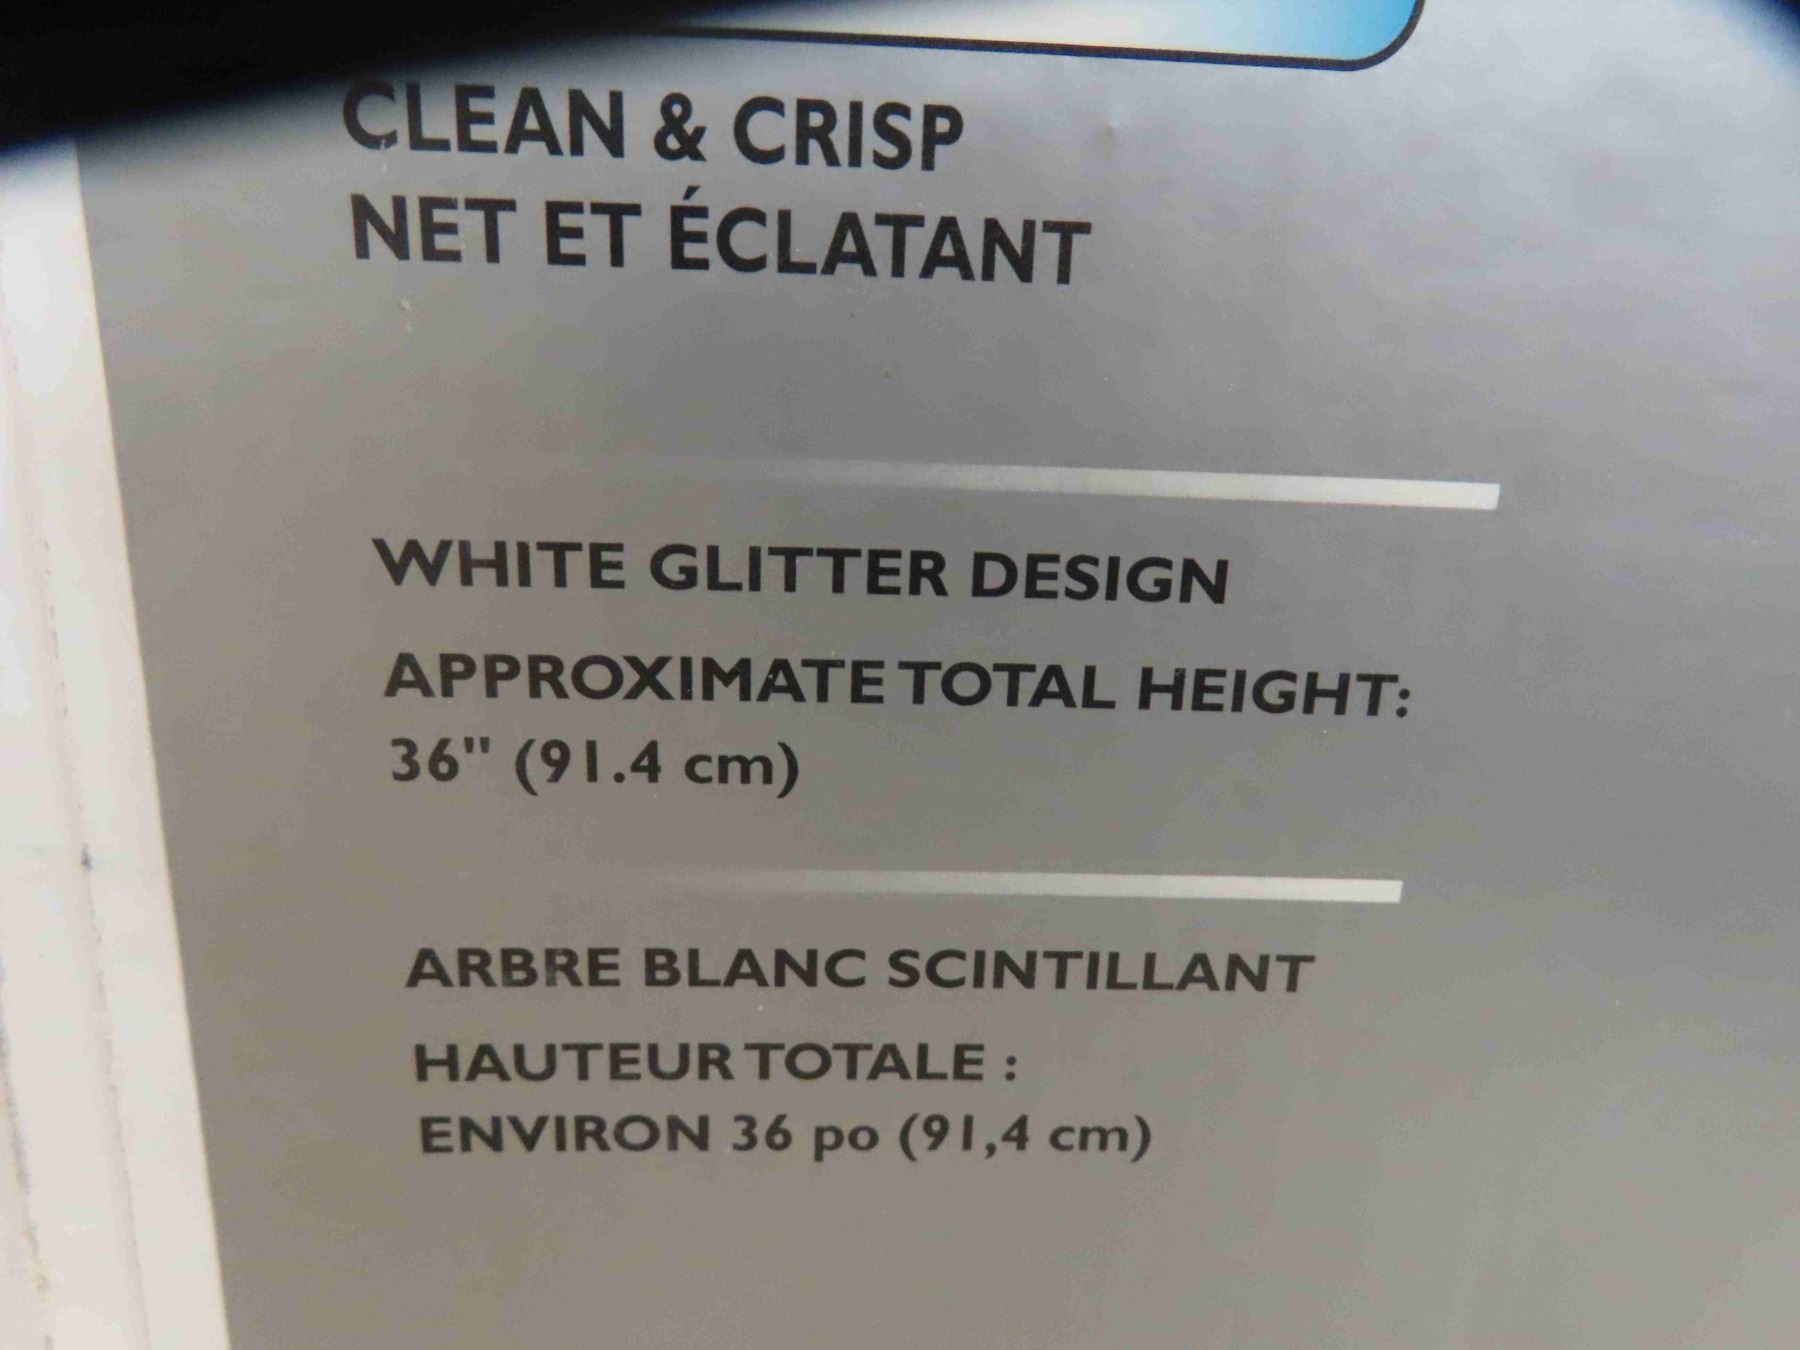 CLEAN & CRISP
NET ET ÉCLATANT
WHITE GLITTER DESIGN
APPROXIMATE TOTAL HEIGHT:
36" (91.4 cm)
ARBRE BLANC SCINTILLANT
HAUTEUR TOTALE :
ENVIRON 36 po (91,4 cm)